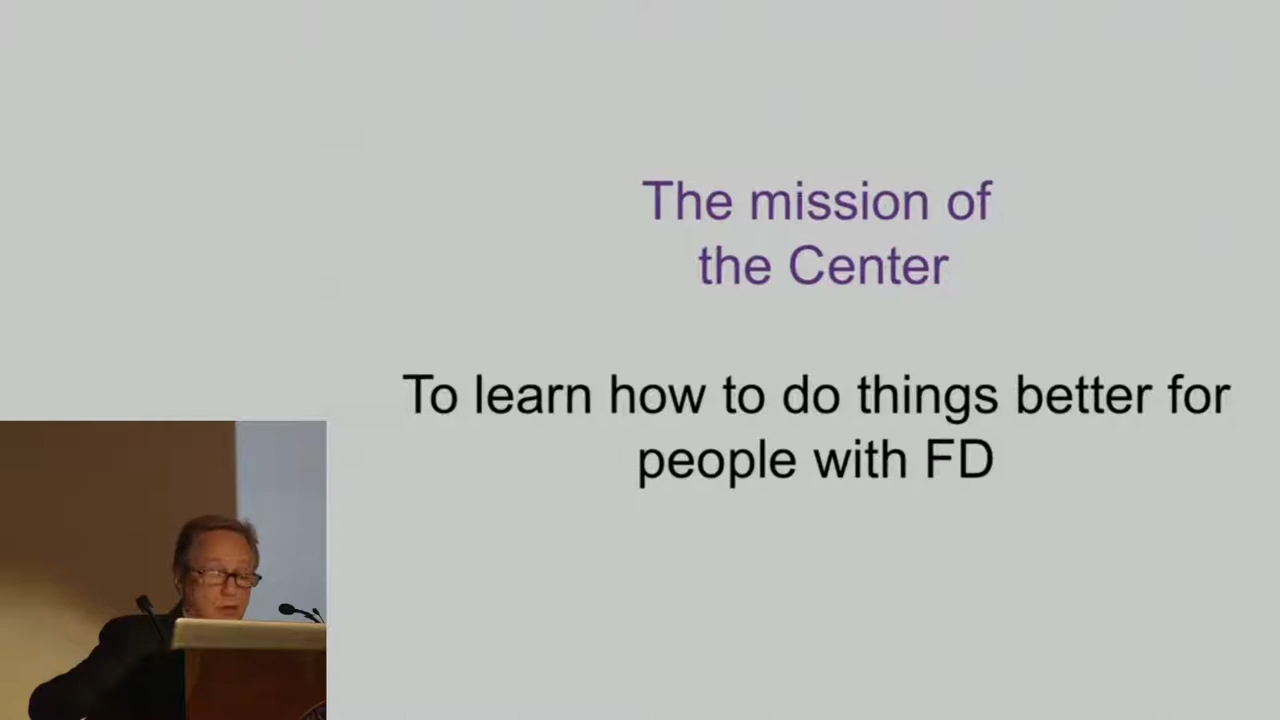 The mission of
the Center
To learn how to do things better for
people with FD